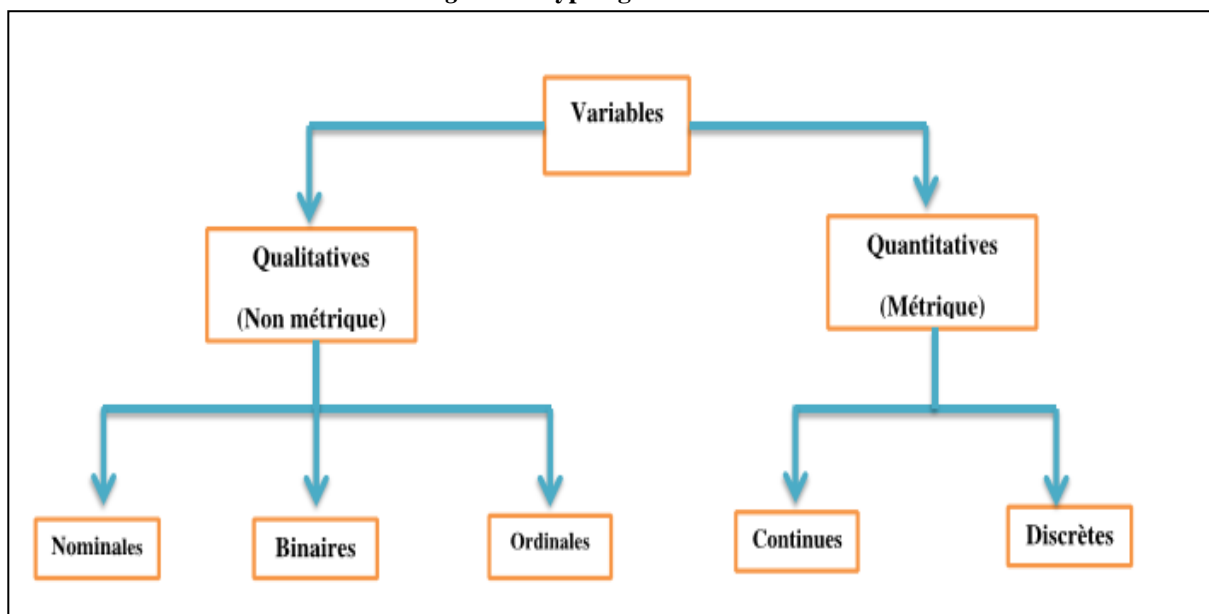 Variables
Qualitatives
(Non métrique)
Quantitatives
(Métrique)
Nominales
Binaires
Ordinales
Continues
Discrètes